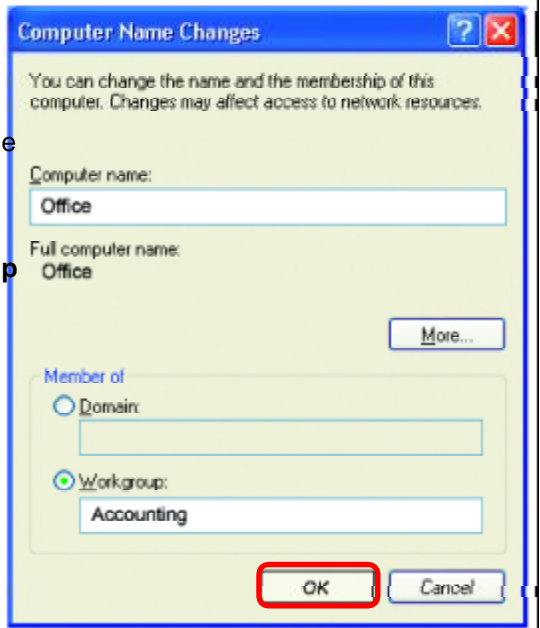 Computer Name Changes
You can change the name and the membership of this
computer. Changes may affect access to network resources.
e
Computer name:
Office
Full computer name:
p Office
More...
Member of
Domain:
Workgroup:
Accounting
OK Cancel